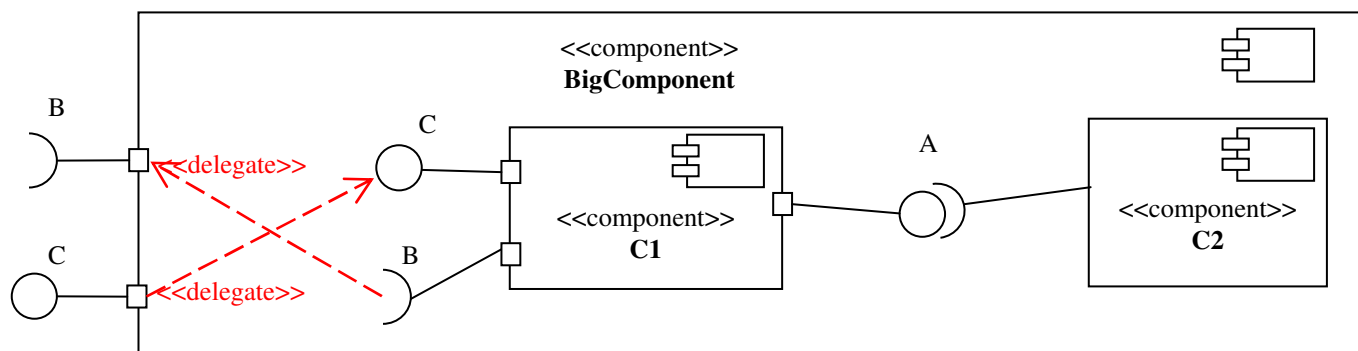 <<component>>
BigComponent
B
C
A
<<delegate>>
<<component>>
C1
<<component>>
C2
C
B
<<delegate>>